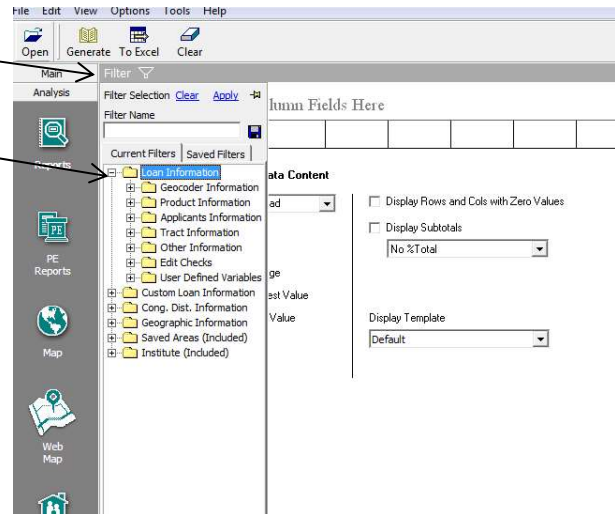 File Edit View Options Tools Help
Open Generate To Excel Clear
Main Filter
Analysis
Filter Selection Clear Apply
Filter Name
Current Filters Saved Filters
Loan Information
Geocoder Information
Product Information
Applicants Information
Tract Information
Other Information
Edit Checks
User Defined Variables
Custom Loan Information
Cong. Dist. Information
Geographic Information
Saved Areas (Included)
Institute (Included)
Reports
PE
PE
Reports
Map
Web
Map
lumn Fields Here
ata Content
ad
ge
est Value
Value
Display Rows and Cols with Zero Values
Display Subtotals
No %Total
Display Template
Default